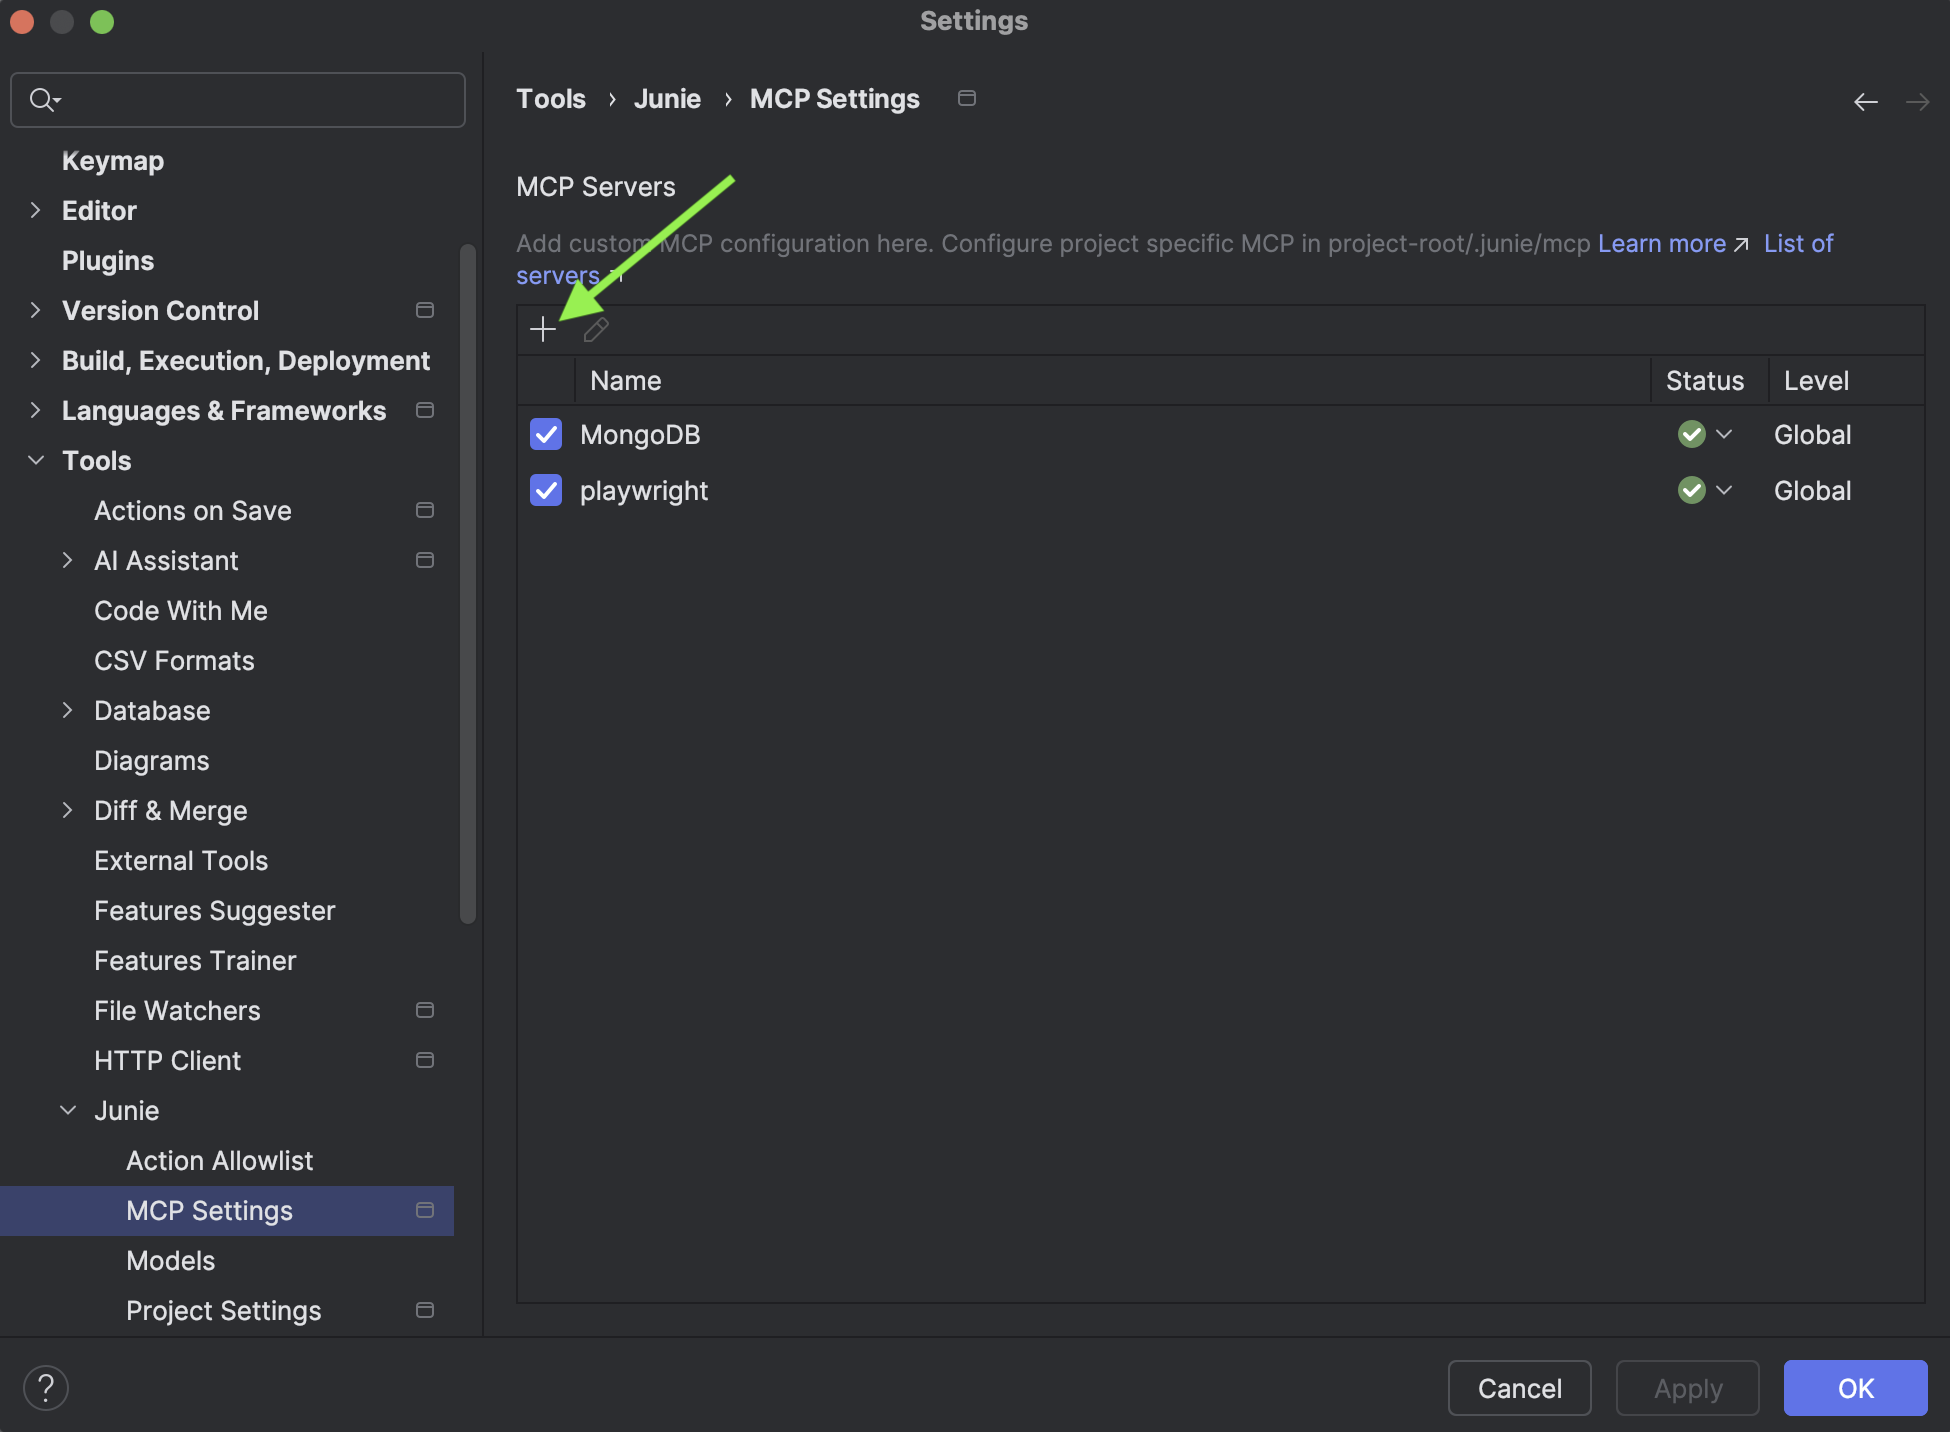 Settings
Tools › Junie › MCP Settings
Keymap
Editor
Plugins
Version Control
Build, Execution, Deployment
Languages & Frameworks
Tools
Actions on Save
AI Assistant
Code With Me
CSV Formats
Database
Diagrams
Diff & Merge
External Tools
Features Suggester
Features Trainer
File Watchers
HTTP Client
Junie
Action Allowlist
MCP Settings
Models
Project Settings
MCP Servers
Add custom MCP configuration here. Configure project specific MCP in project-root/.junie/mcp Learn more ↗ List of
servers ↗
Name Status Level
MongoDB Global
playwright Global
? Cancel Apply OK